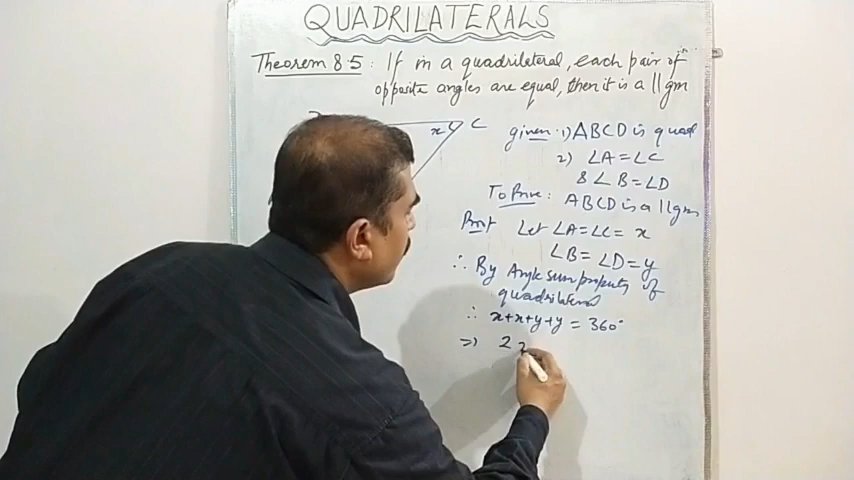 QUADRILATERALS
Theorem 8.5: If in a quadrilateral, each pair of
opposite angles are equal, then it is a ||gm
x C
given: 1) ABCD is quad
2) ∠A = ∠C
& ∠B = ∠D
To Prove: ABCD is a ||gm
Proof Let ∠A = ∠C = x
∠B = ∠D = y
∴ By Angle sum property of
quadrilateral
∴ x+x+y+y = 360°
=) 2